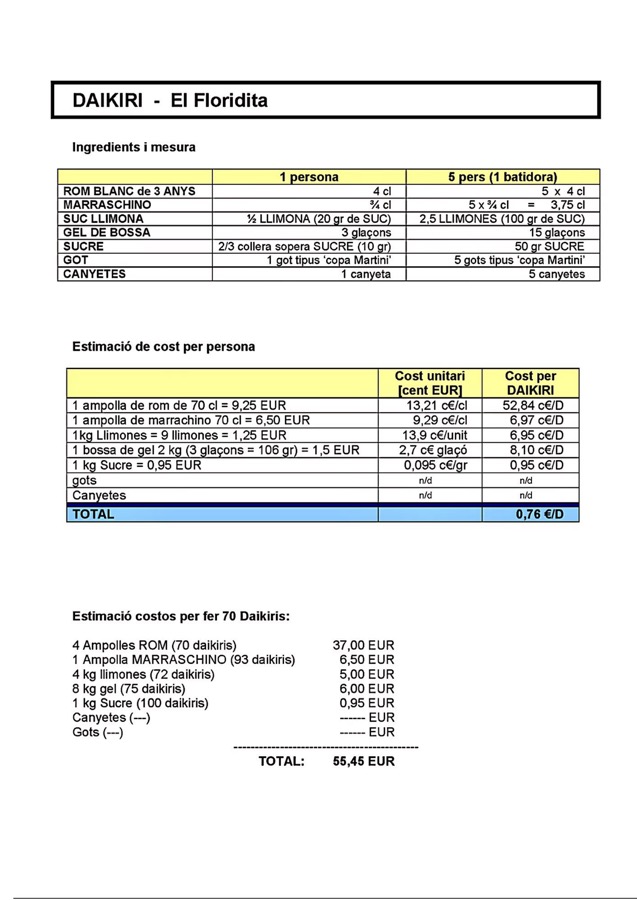 DAIKIRI - El Floridita
Ingredients i mesura
1 persona 5 pers (1 batidora)
ROM BLANC de 3 ANYS 4 cl 5 x 4 cl
MARRASCHINO ¾ cl 5 x ¾ cl = 3,75 cl
SUC LLIMONA ½ LLIMONA (20 gr de SUC) 2,5 LLIMONES (100 gr de SUC)
GEL DE BOSSA 3 glaçons 15 glaçons
SUCRE 2/3 collera sopera SUCRE (10 gr) 50 gr SUCRE
GOT 1 got tipus ‘copa Martini’ 5 gots tipus ‘copa Martini’
CANYETES 1 canyeta 5 canyetes
Estimació de cost per persona
Cost unitari Cost per
[cent EUR] DAIKIRI
1 ampolla de rom de 70 cl = 9,25 EUR 13,21 c€/cl 52,84 c€/D
1 ampolla de marrachino 70 cl = 6,50 EUR 9,29 c€/cl 6,97 c€/D
1kg Llimones = 9 llimones = 1,25 EUR 13,9 c€/unit 6,95 c€/D
1 bossa de gel 2 kg (3 glaçons = 106 gr) = 1,5 EUR 2,7 c€ glaçó 8,10 c€/D
1 kg Sucre = 0,95 EUR 0,095 c€/gr 0,95 c€/D
gots n/d n/d
Canyetes n/d n/d
TOTAL 0,76 €/D
Estimació costos per fer 70 Daikiris:
4 Ampolles ROM (70 daikiris) 37,00 EUR
1 Ampolla MARRASCHINO (93 daikiris) 6,50 EUR
4 kg llimones (72 daikiris) 5,00 EUR
8 kg gel (75 daikiris) 6,00 EUR
1 kg Sucre (100 daikiris) 0,95 EUR
Canyetes (---) ------ EUR
Gots (---) ------ EUR
TOTAL: 55,45 EUR